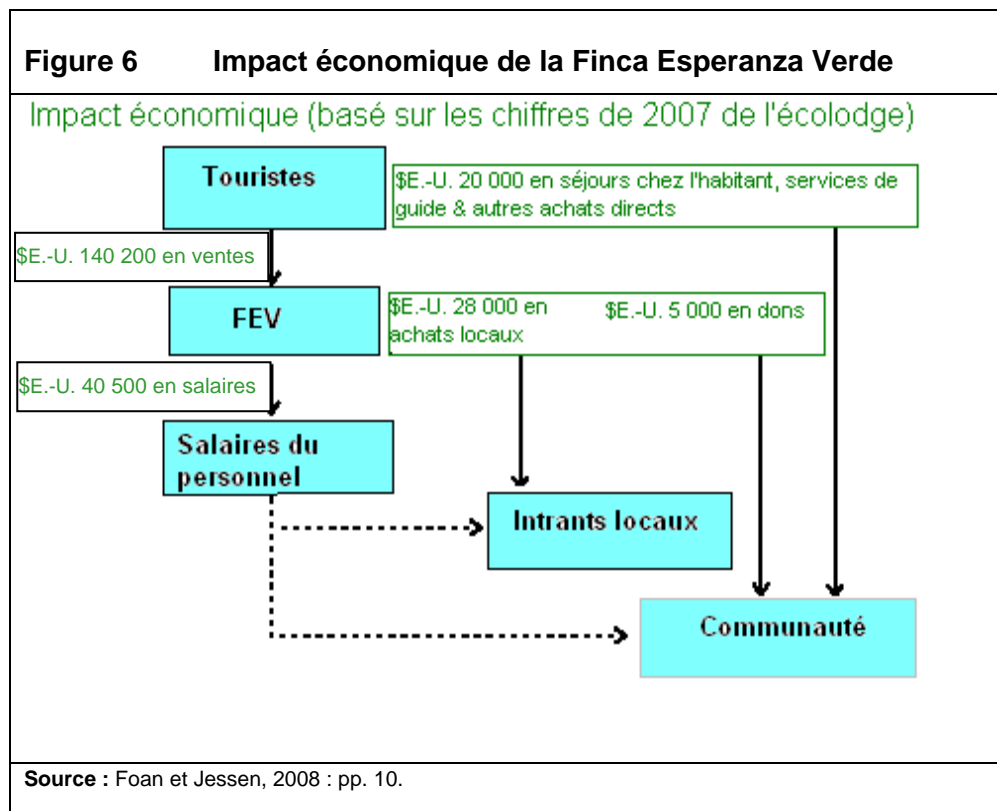 Figure 6 Impact économique de la Finca Esperanza Verde
Impact économique (basé sur les chiffres de 2007 de l'écolodge)
Touristes
$E.-U. 20 000 en séjours chez l'habitant, services de
guide & autres achats directs
$E.-U. 140 200 en ventes
FEV
$E.-U. 28 000 en
achats locaux
$E.-U. 5 000 en dons
$E.-U. 40 500 en salaires
Salaires du
personnel
Intrants locaux
Communauté
Source : Foan et Jessen, 2008 : pp. 10.